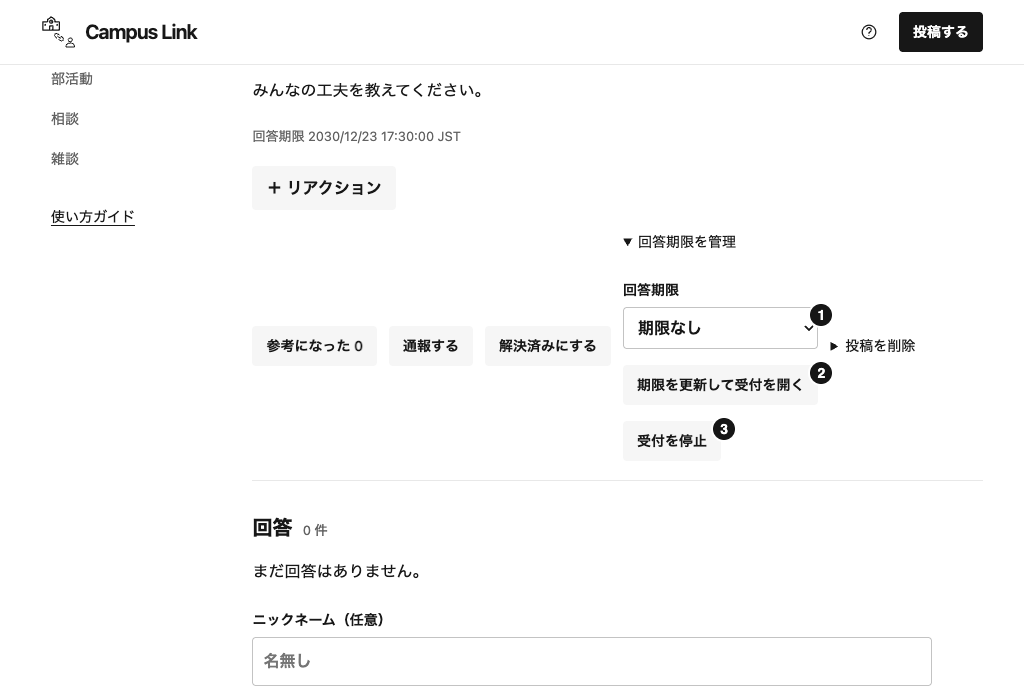 Campus Link
投稿する
部活動
相談
雑談
使い方ガイド
みんなの工夫を教えてください。
回答期限 2030/12/23 17:30:00 JST
+ リアクション
▼ 回答期限を管理
回答期限
期限なし
1
参考になった 0
通報する
解決済みにする
▶ 投稿を削除
期限を更新して受付を開く
2
受付を停止
3
回答 0 件
まだ回答はありません。
ニックネーム（任意）
名無し